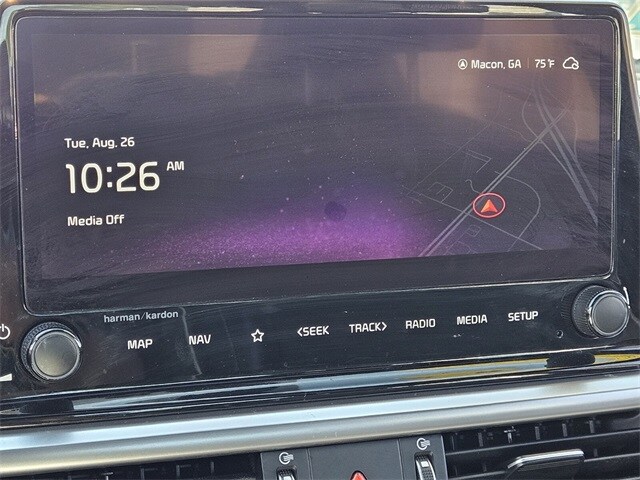 Macon, GA | 75°F
Tue, Aug. 26
10:26 AM
Media Off
harman/kardon
MAP NAV <SEEK TRACK> RADIO MEDIA SETUP